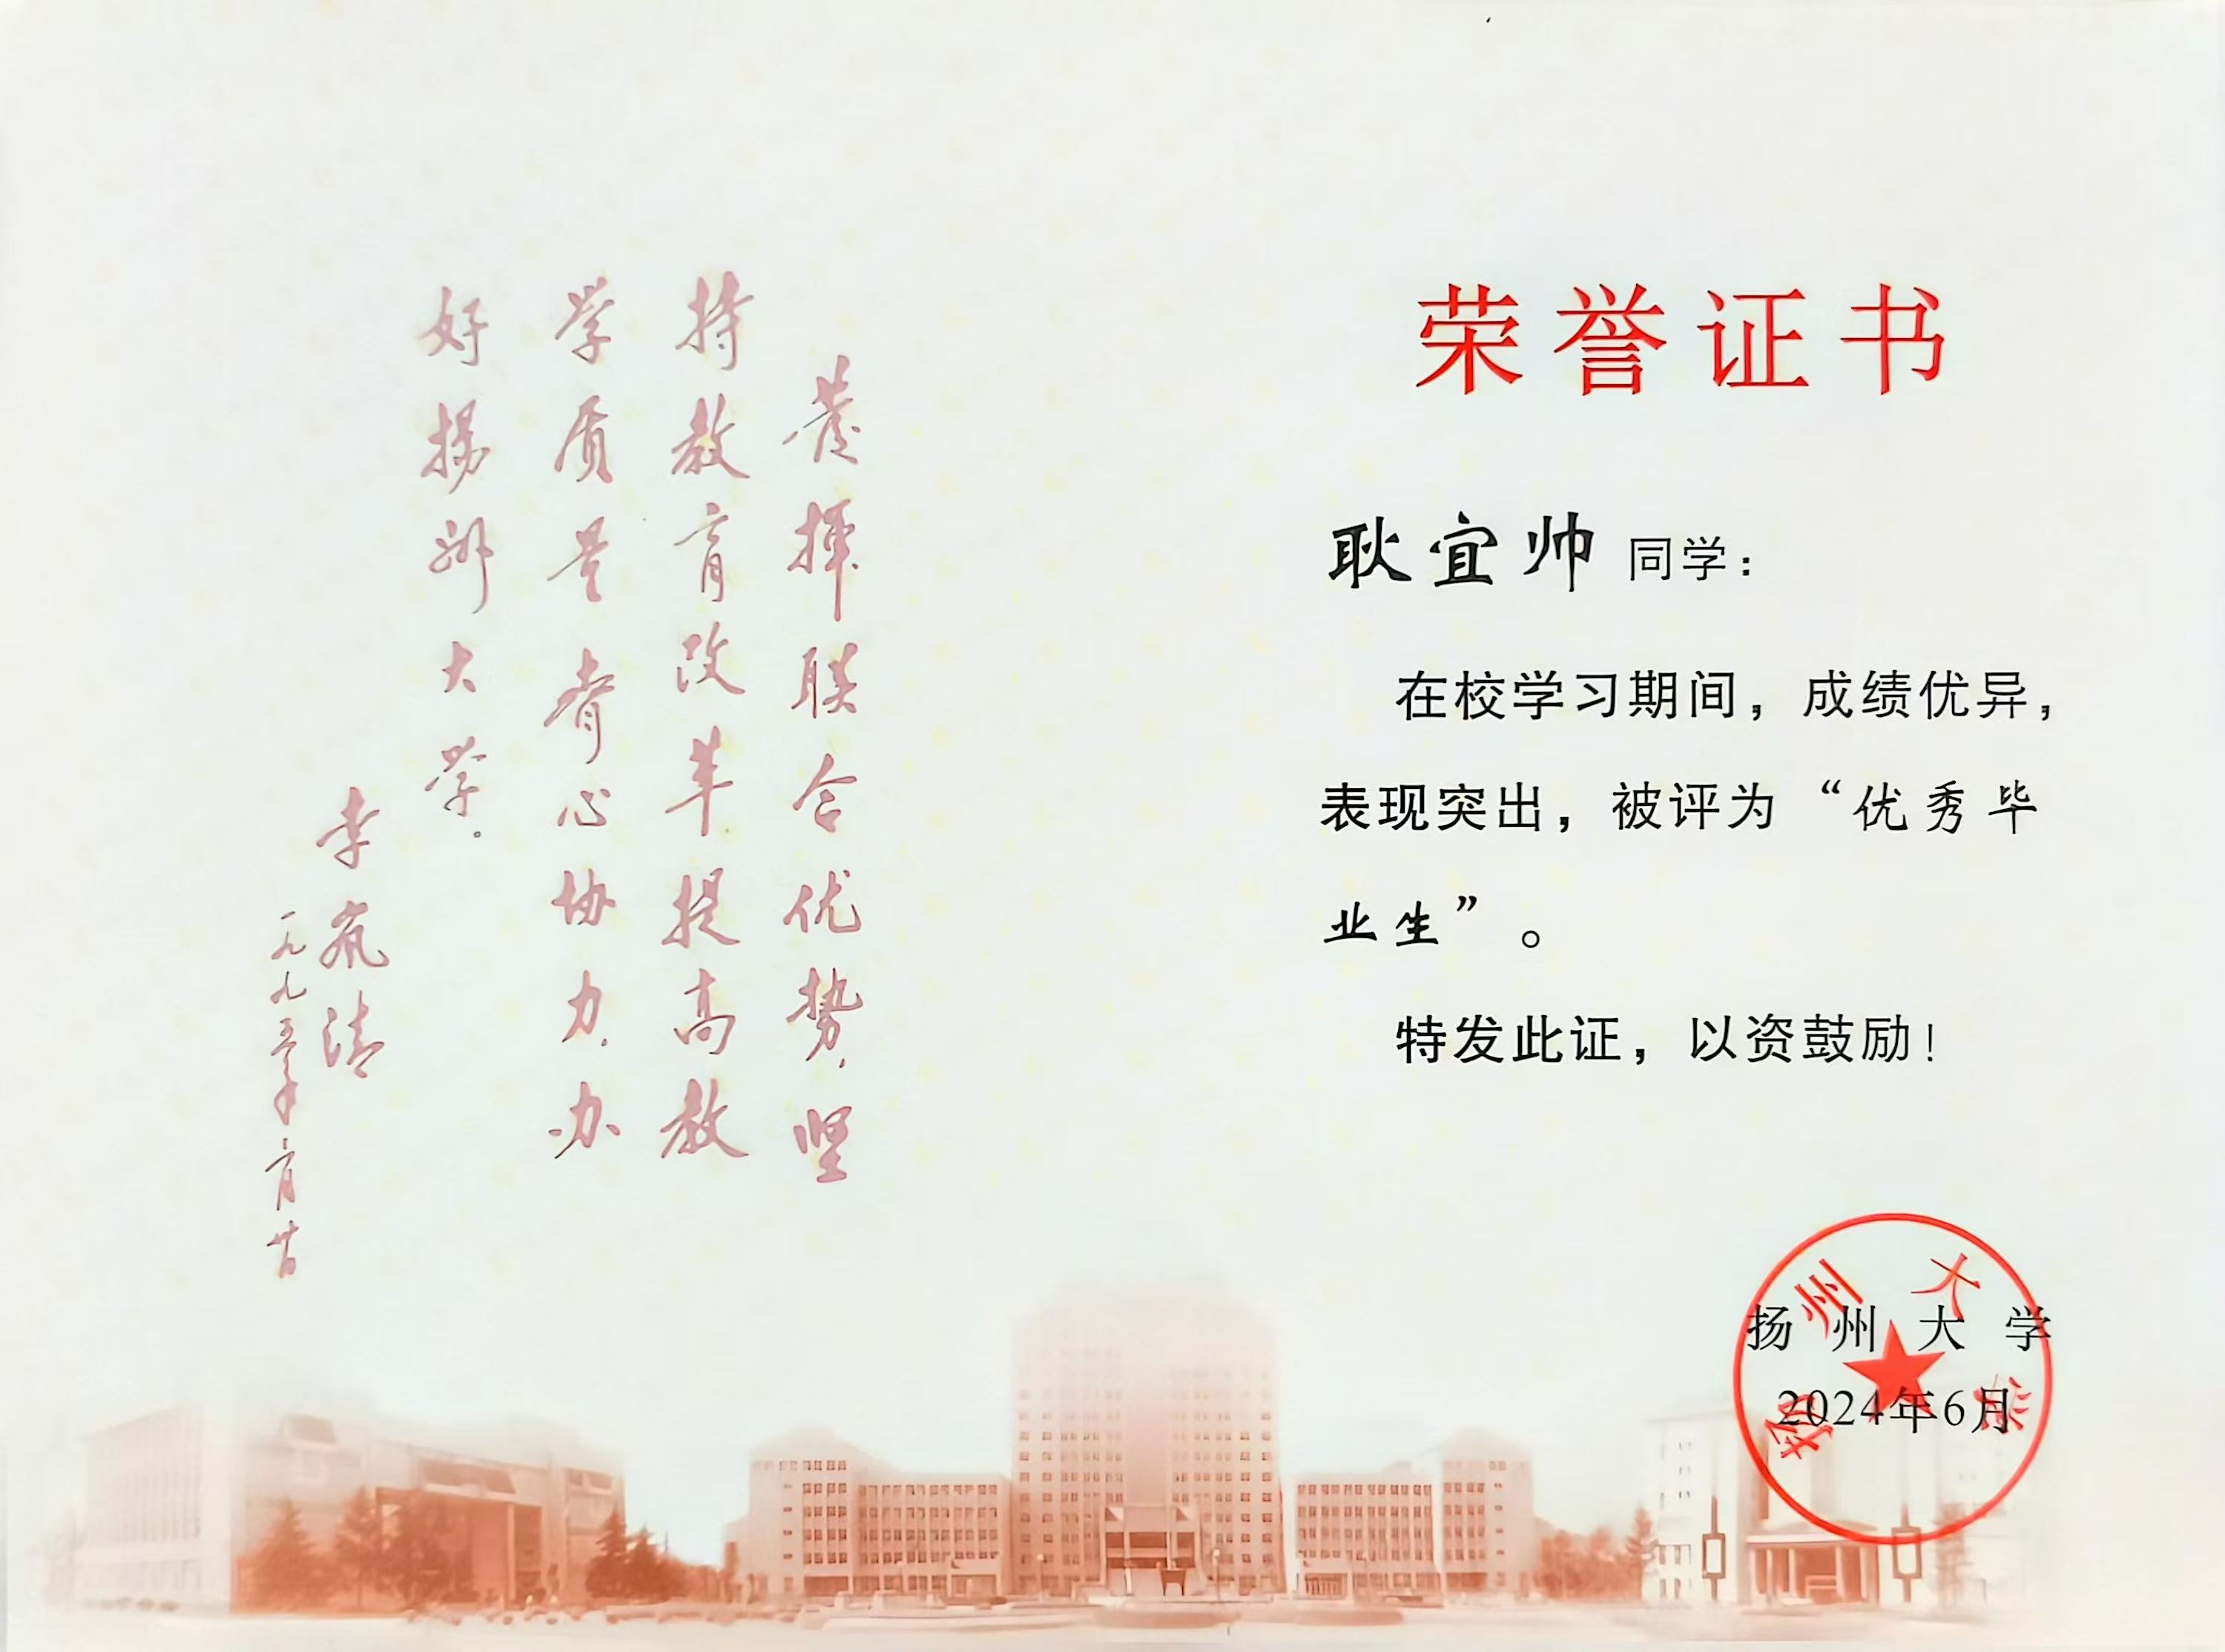 发挥联合优势，坚
持教育改革提高教
学质量齐心协力，办
好扬州大学。
李岚清
一九九五年二月廿日
荣誉证书
耿宜帅 同学：
在校学习期间，成绩优异，
表现突出，被评为“优秀毕
业生”。
特发此证，以资鼓励！
扬州大学
扬州大学
2024年6月